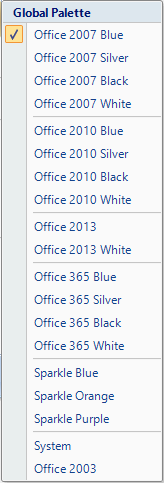 Global Palette
Office 2007 Blue
Office 2007 Silver
Office 2007 Black
Office 2007 White
Office 2010 Blue
Office 2010 Silver
Office 2010 Black
Office 2010 White
Office 2013
Office 2013 White
Office 365 Blue
Office 365 Silver
Office 365 Black
Office 365 White
Sparkle Blue
Sparkle Orange
Sparkle Purple
System
Office 2003